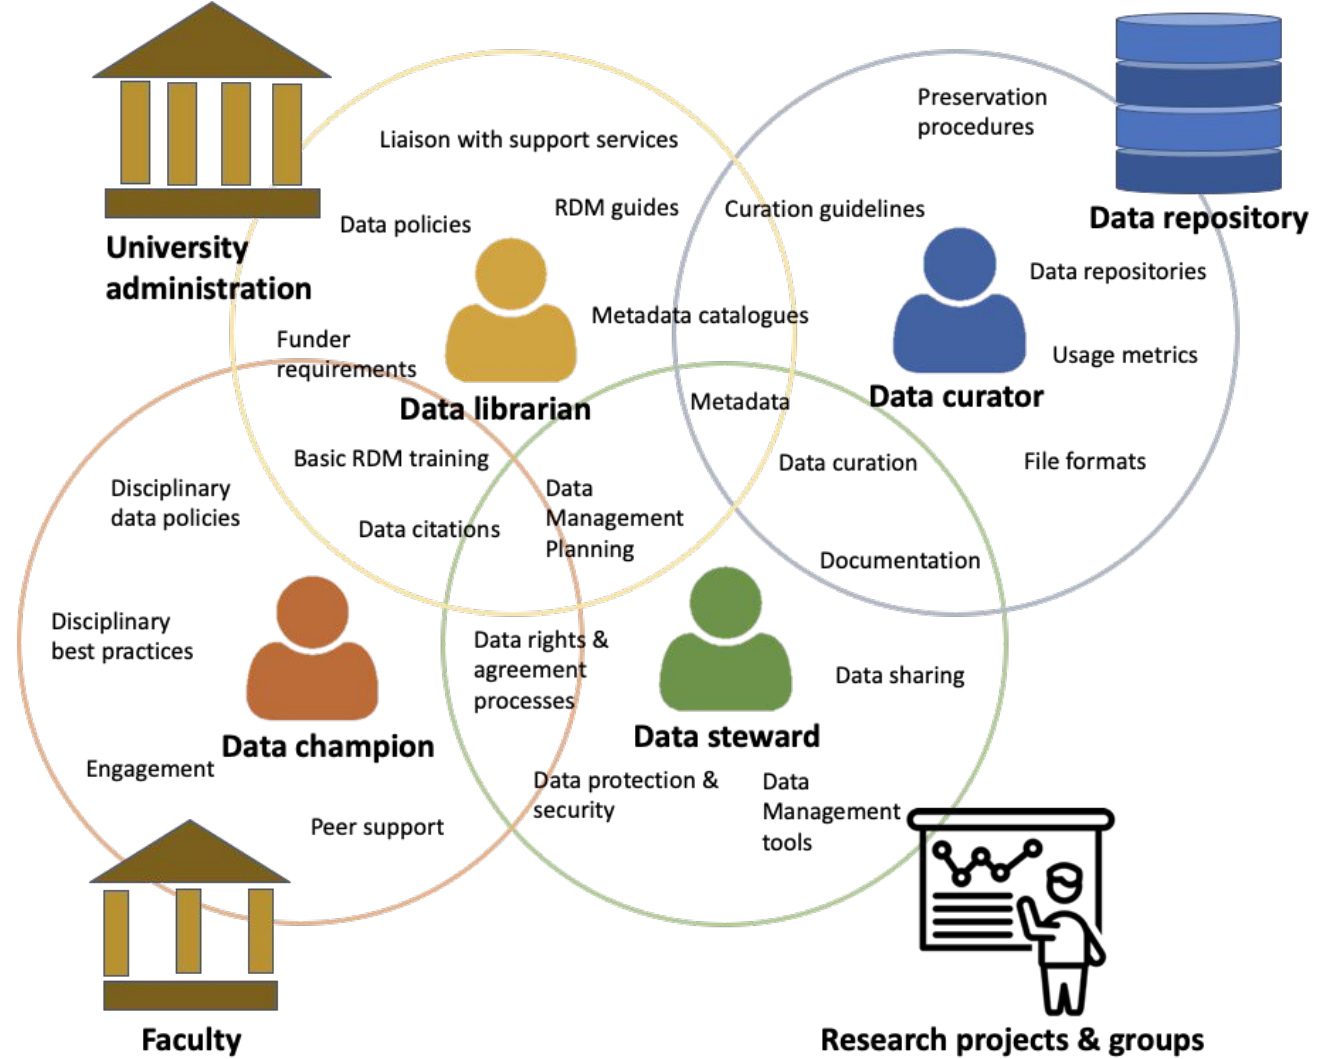 Preservation
procedures
Liaison with support services
RDM guides
Curation guidelines
Data repository
Data policies
University
administration
Data repositories
Metadata catalogues
Funder
requirements
Usage metrics
Data librarian
Data curator
Metadata
Basic RDM training
Data curation
File formats
Disciplinary
data policies
Data
Management
Planning
Data citations
Documentation
Disciplinary
best practices
Data rights &
agreement
processes
Data sharing
Data champion
Data steward
Engagement
Data protection &
security
Data
Management
tools
Peer support
Faculty
Research projects & groups